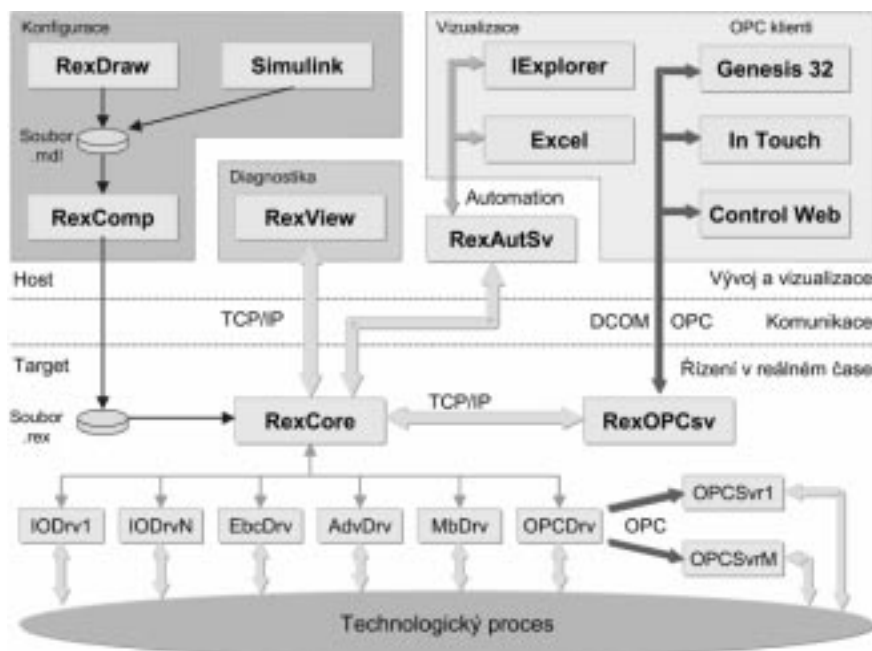 Konfigurace
RexDraw
Simulink
Soubor
.mdl
RexComp
Diagnostika
RexView
Vizualizace
OPC klienti
IExplorer
Genesis 32
Excel
In Touch
Automation
Control Web
RexAutSv
Host
Vývoj a vizualizace
TCP/IP
DCOM
OPC
Komunikace
Target
Řízení v reálném čase
Soubor
.rex
RexCore
TCP/IP
RexOPCsv
IODrv1
IODrvN
EbcDrv
AdvDrv
MbDrv
OPCDrv
OPC
OPCSvr1
OPCSvrM
Technologický proces